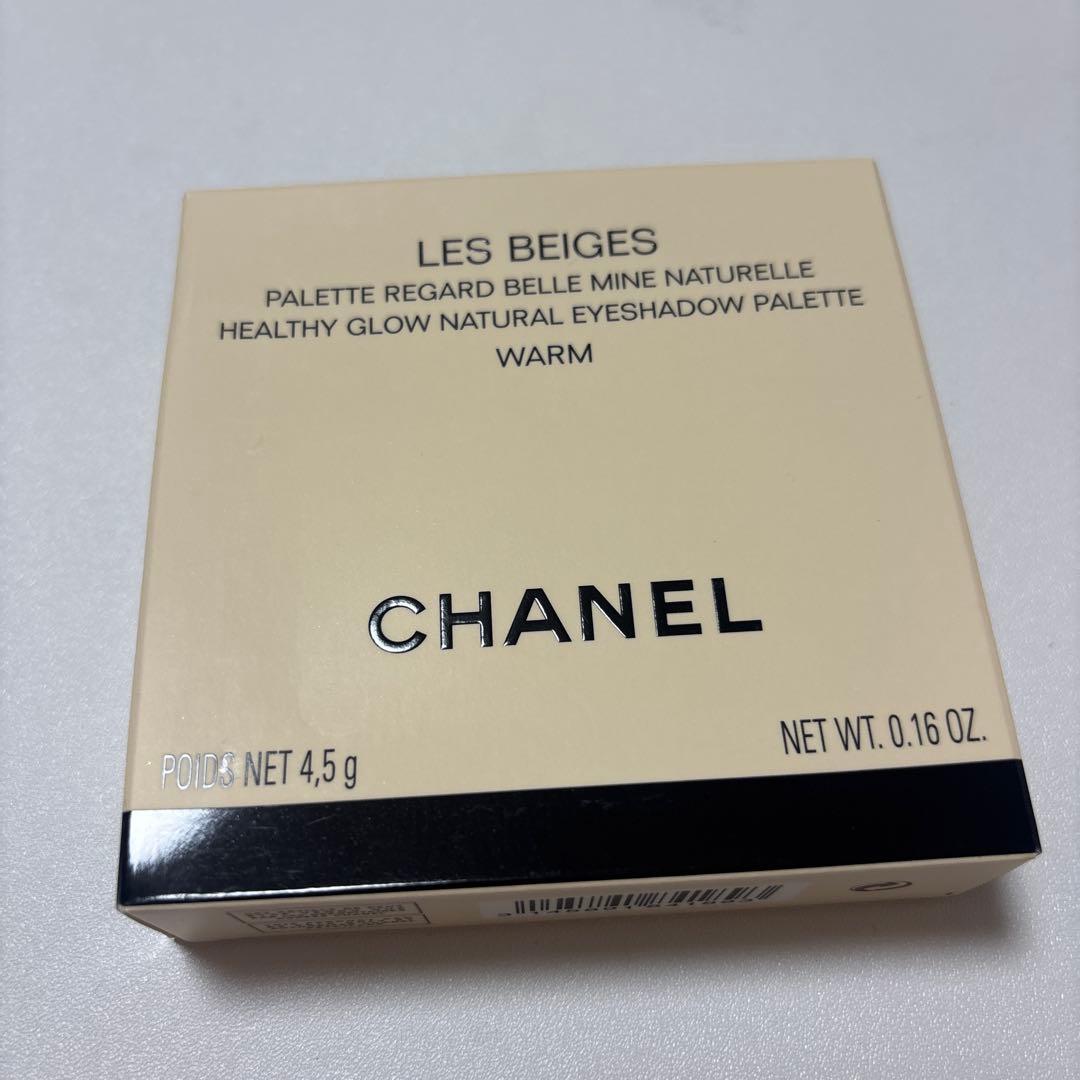 LES BEIGES
PALETTE REGARD BELLE MINE NATURELLE
HEALTHY GLOW NATURAL EYESHADOW PALETTE
WARM
CHANEL
POIDS NET 4,5 g
NET WT. 0.16 OZ.